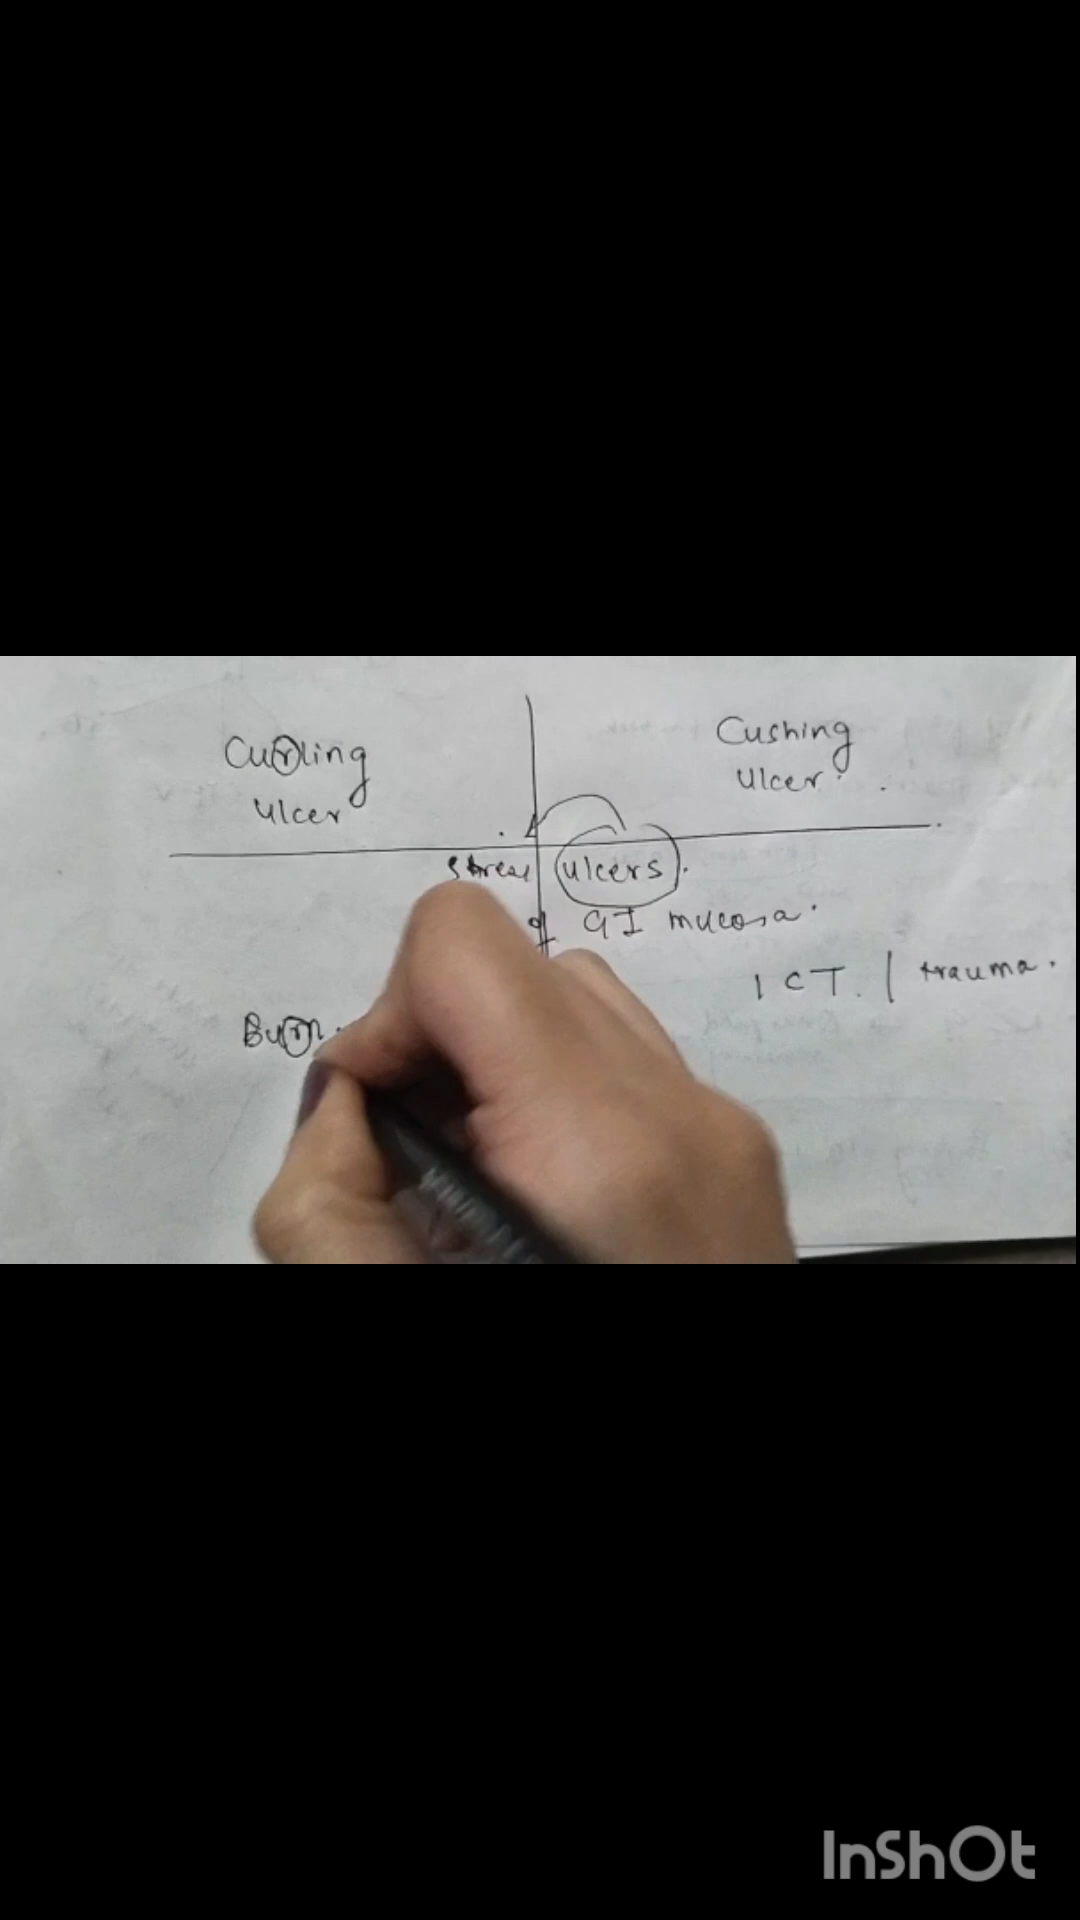 Curling
Ulcer
Cushing
Ulcer.
Stress ulcers.
of GI mucosa.
ICT. | trauma.
Burn.
InShOt